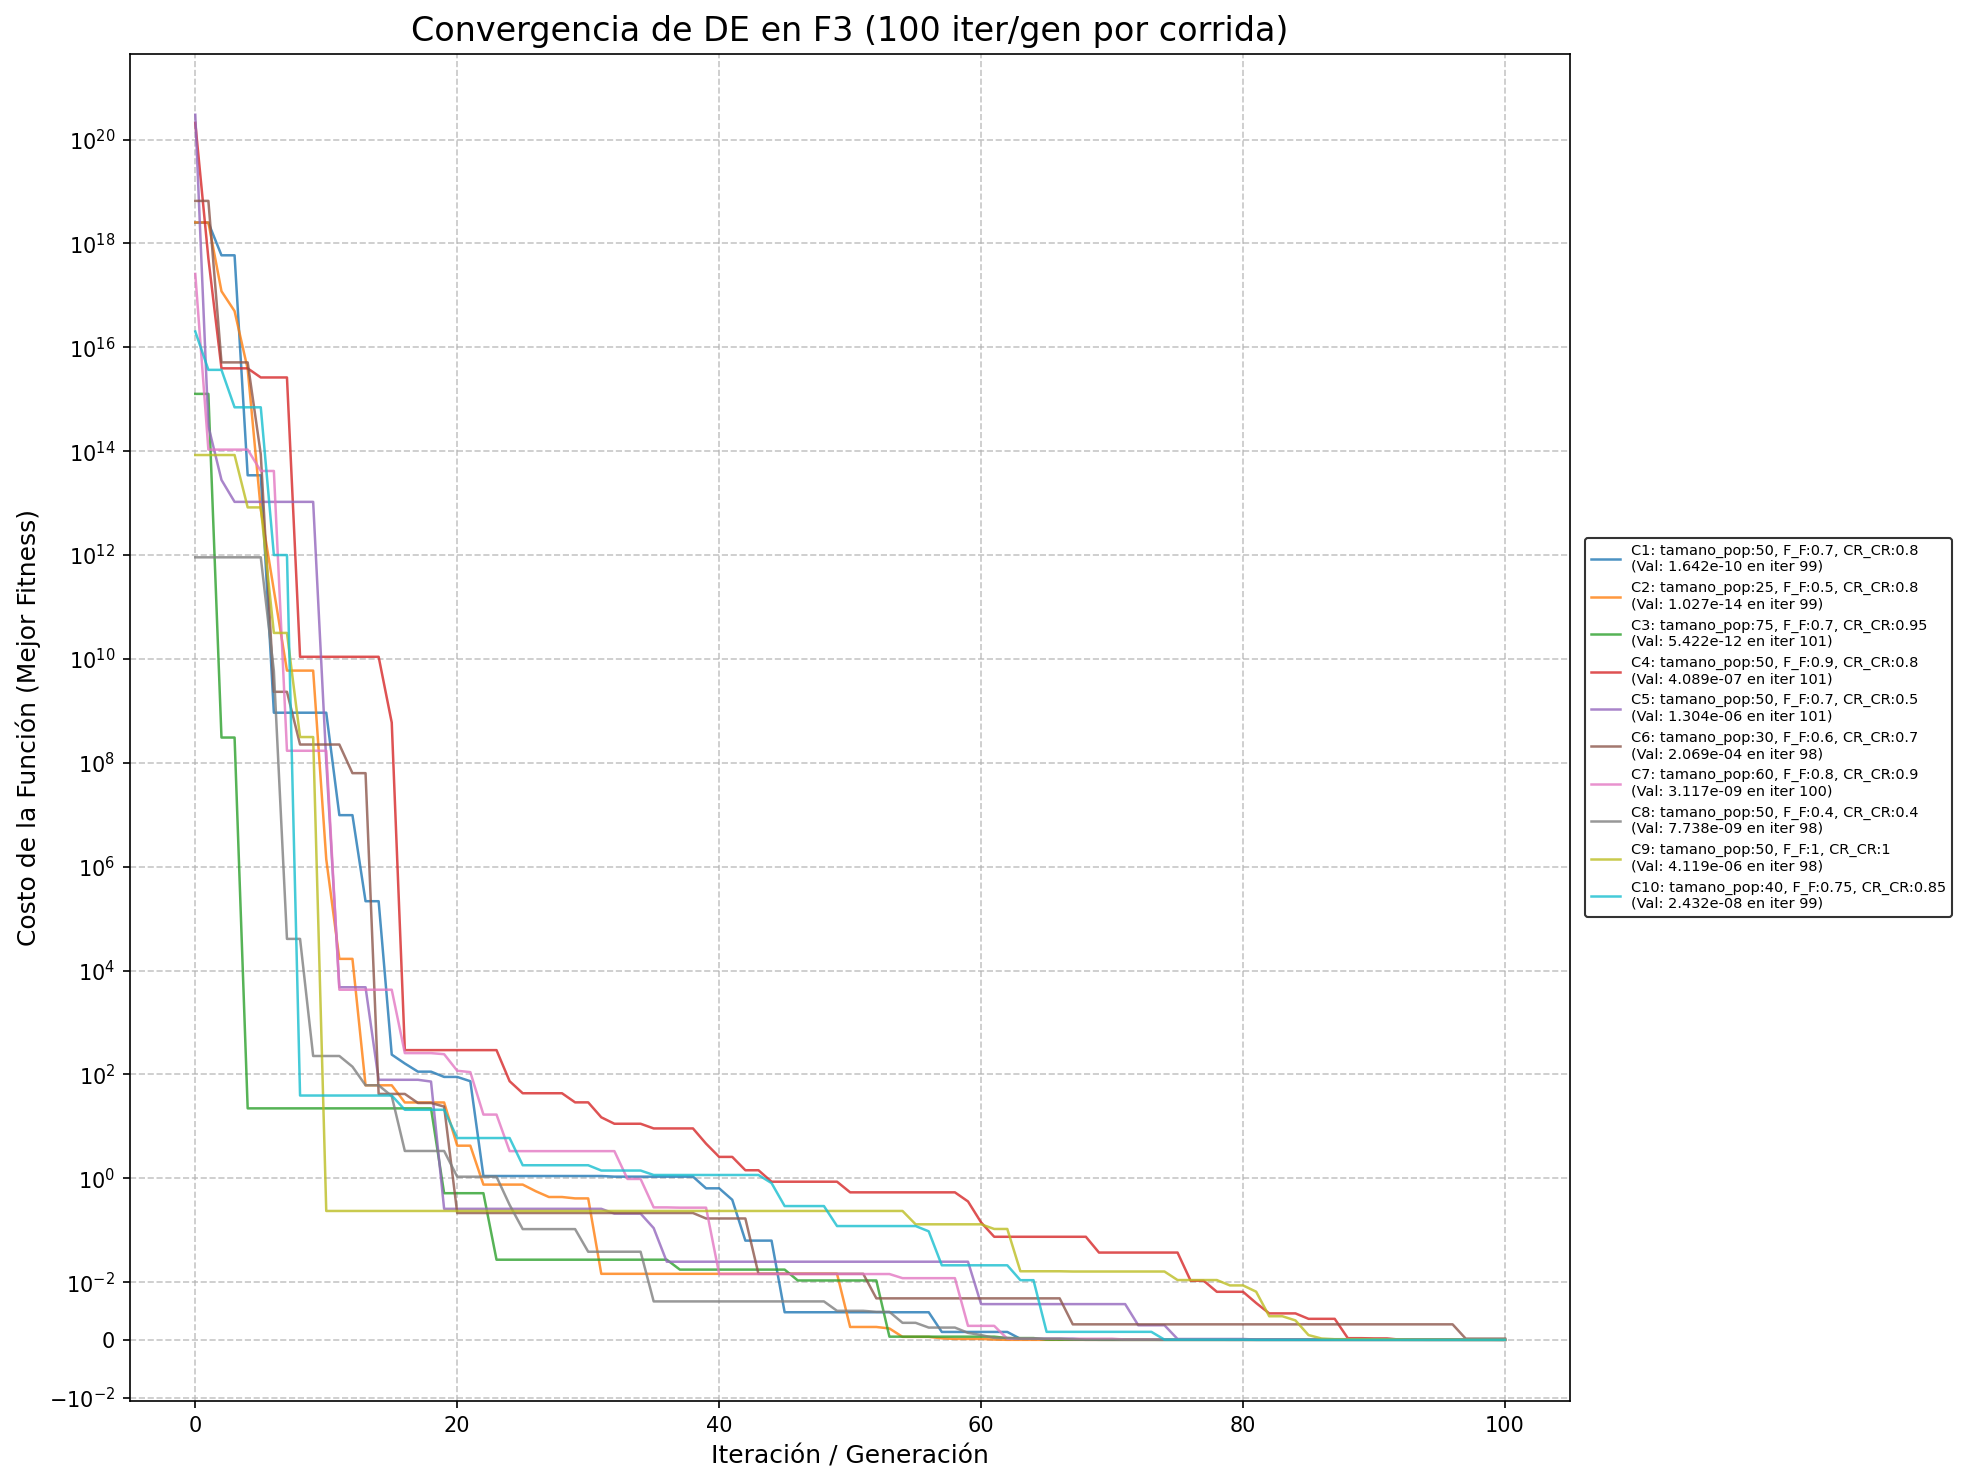 Convergencia de DE en F3 (100 iter/gen por corrida)
Costo de la Función (Mejor Fitness)
10^20
10^18
10^16
10^14
10^12
10^10
10^8
10^6
10^4
10^2
10^0
10^−2
0
−10^−2
0 20 40 60 80 100
Iteración / Generación
C1: tamano_pop:50, F_F:0.7, CR_CR:0.8
(Val: 1.642e-10 en iter 99)
C2: tamano_pop:25, F_F:0.5, CR_CR:0.8
(Val: 1.027e-14 en iter 99)
C3: tamano_pop:75, F_F:0.7, CR_CR:0.95
(Val: 5.422e-12 en iter 101)
C4: tamano_pop:50, F_F:0.9, CR_CR:0.8
(Val: 4.089e-07 en iter 101)
C5: tamano_pop:50, F_F:0.7, CR_CR:0.5
(Val: 1.304e-06 en iter 101)
C6: tamano_pop:30, F_F:0.6, CR_CR:0.7
(Val: 2.069e-04 en iter 98)
C7: tamano_pop:60, F_F:0.8, CR_CR:0.9
(Val: 3.117e-09 en iter 100)
C8: tamano_pop:50, F_F:0.4, CR_CR:0.4
(Val: 7.738e-09 en iter 98)
C9: tamano_pop:50, F_F:1, CR_CR:1
(Val: 4.119e-06 en iter 98)
C10: tamano_pop:40, F_F:0.75, CR_CR:0.85
(Val: 2.432e-08 en iter 99)